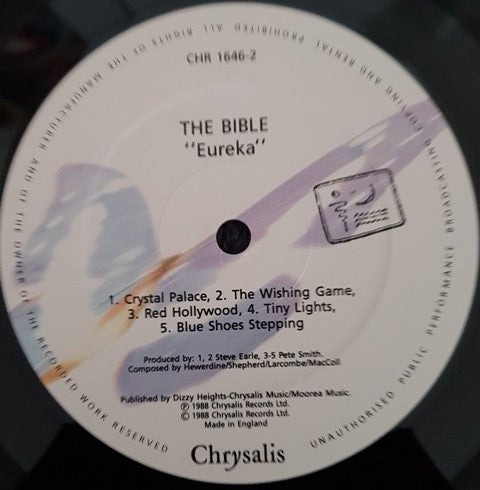 CHR 1646-2
THE BIBLE
"Eureka"
1. Crystal Palace, 2. The Wishing Game,
3. Red Hollywood, 4. Tiny Lights,
5. Blue Shoes Stepping
Produced by: 1, 2 Steve Earle, 3-5 Pete Smith.
Composed by Hewerdine/Shepherd/Larcombe/MacColl
Published by Dizzy Heights-Chrysalis Music/Moorea Music.
Ⓟ 1988 Chrysalis Records Ltd.
© 1988 Chrysalis Records Ltd.
Made in England
Chrysalis
ALL RIGHTS OF THE MANUFACTURER AND OF THE OWNER OF THE RECORDED WORK RESERVED
UNAUTHORISED PUBLIC PERFORMANCE BROADCASTING COPYING AND RENTAL PROHIBITED